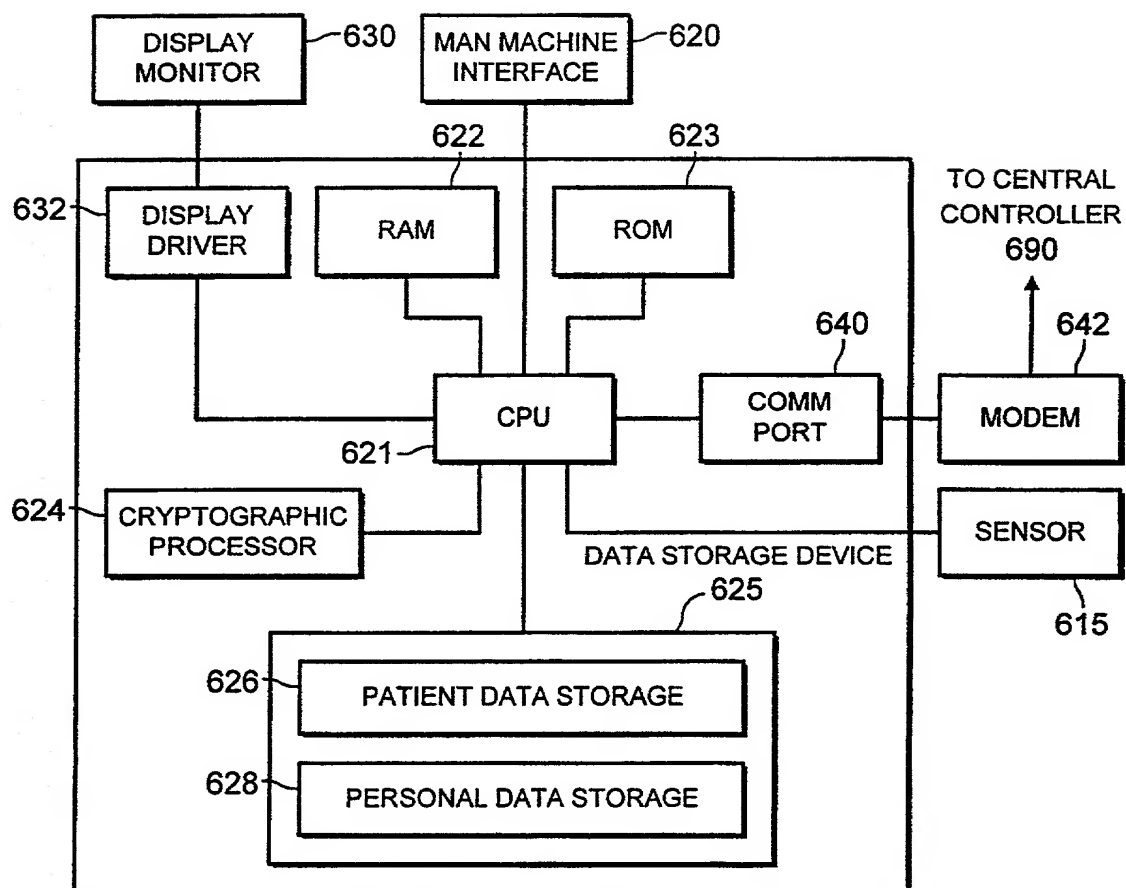 DISPLAY
MONITOR
630
MAN MACHINE
INTERFACE
620
622
623
632
DISPLAY
DRIVER
RAM
ROM
TO CENTRAL
CONTROLLER
690
640
642
CPU
621
COMM
PORT
MODEM
624
CRYPTOGRAPHIC
PROCESSOR
DATA STORAGE DEVICE
625
SENSOR
615
626
PATIENT DATA STORAGE
628
PERSONAL DATA STORAGE